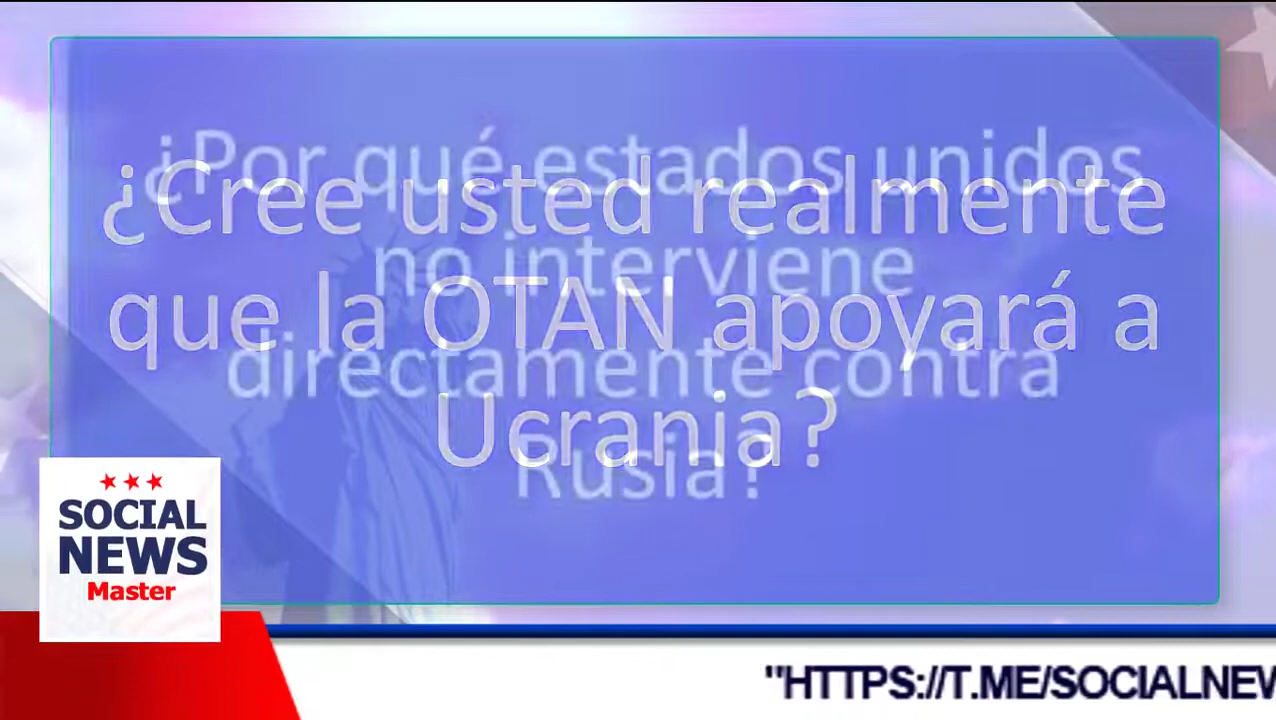 ¿Por qué estados unidos
no interviene
directamente contra
Rusia?
¿Cree usted realmente
que la OTAN apoyará a
Ucrania?
SOCIAL
NEWS
Master
"HTTPS://T.ME/SOCIALNEW